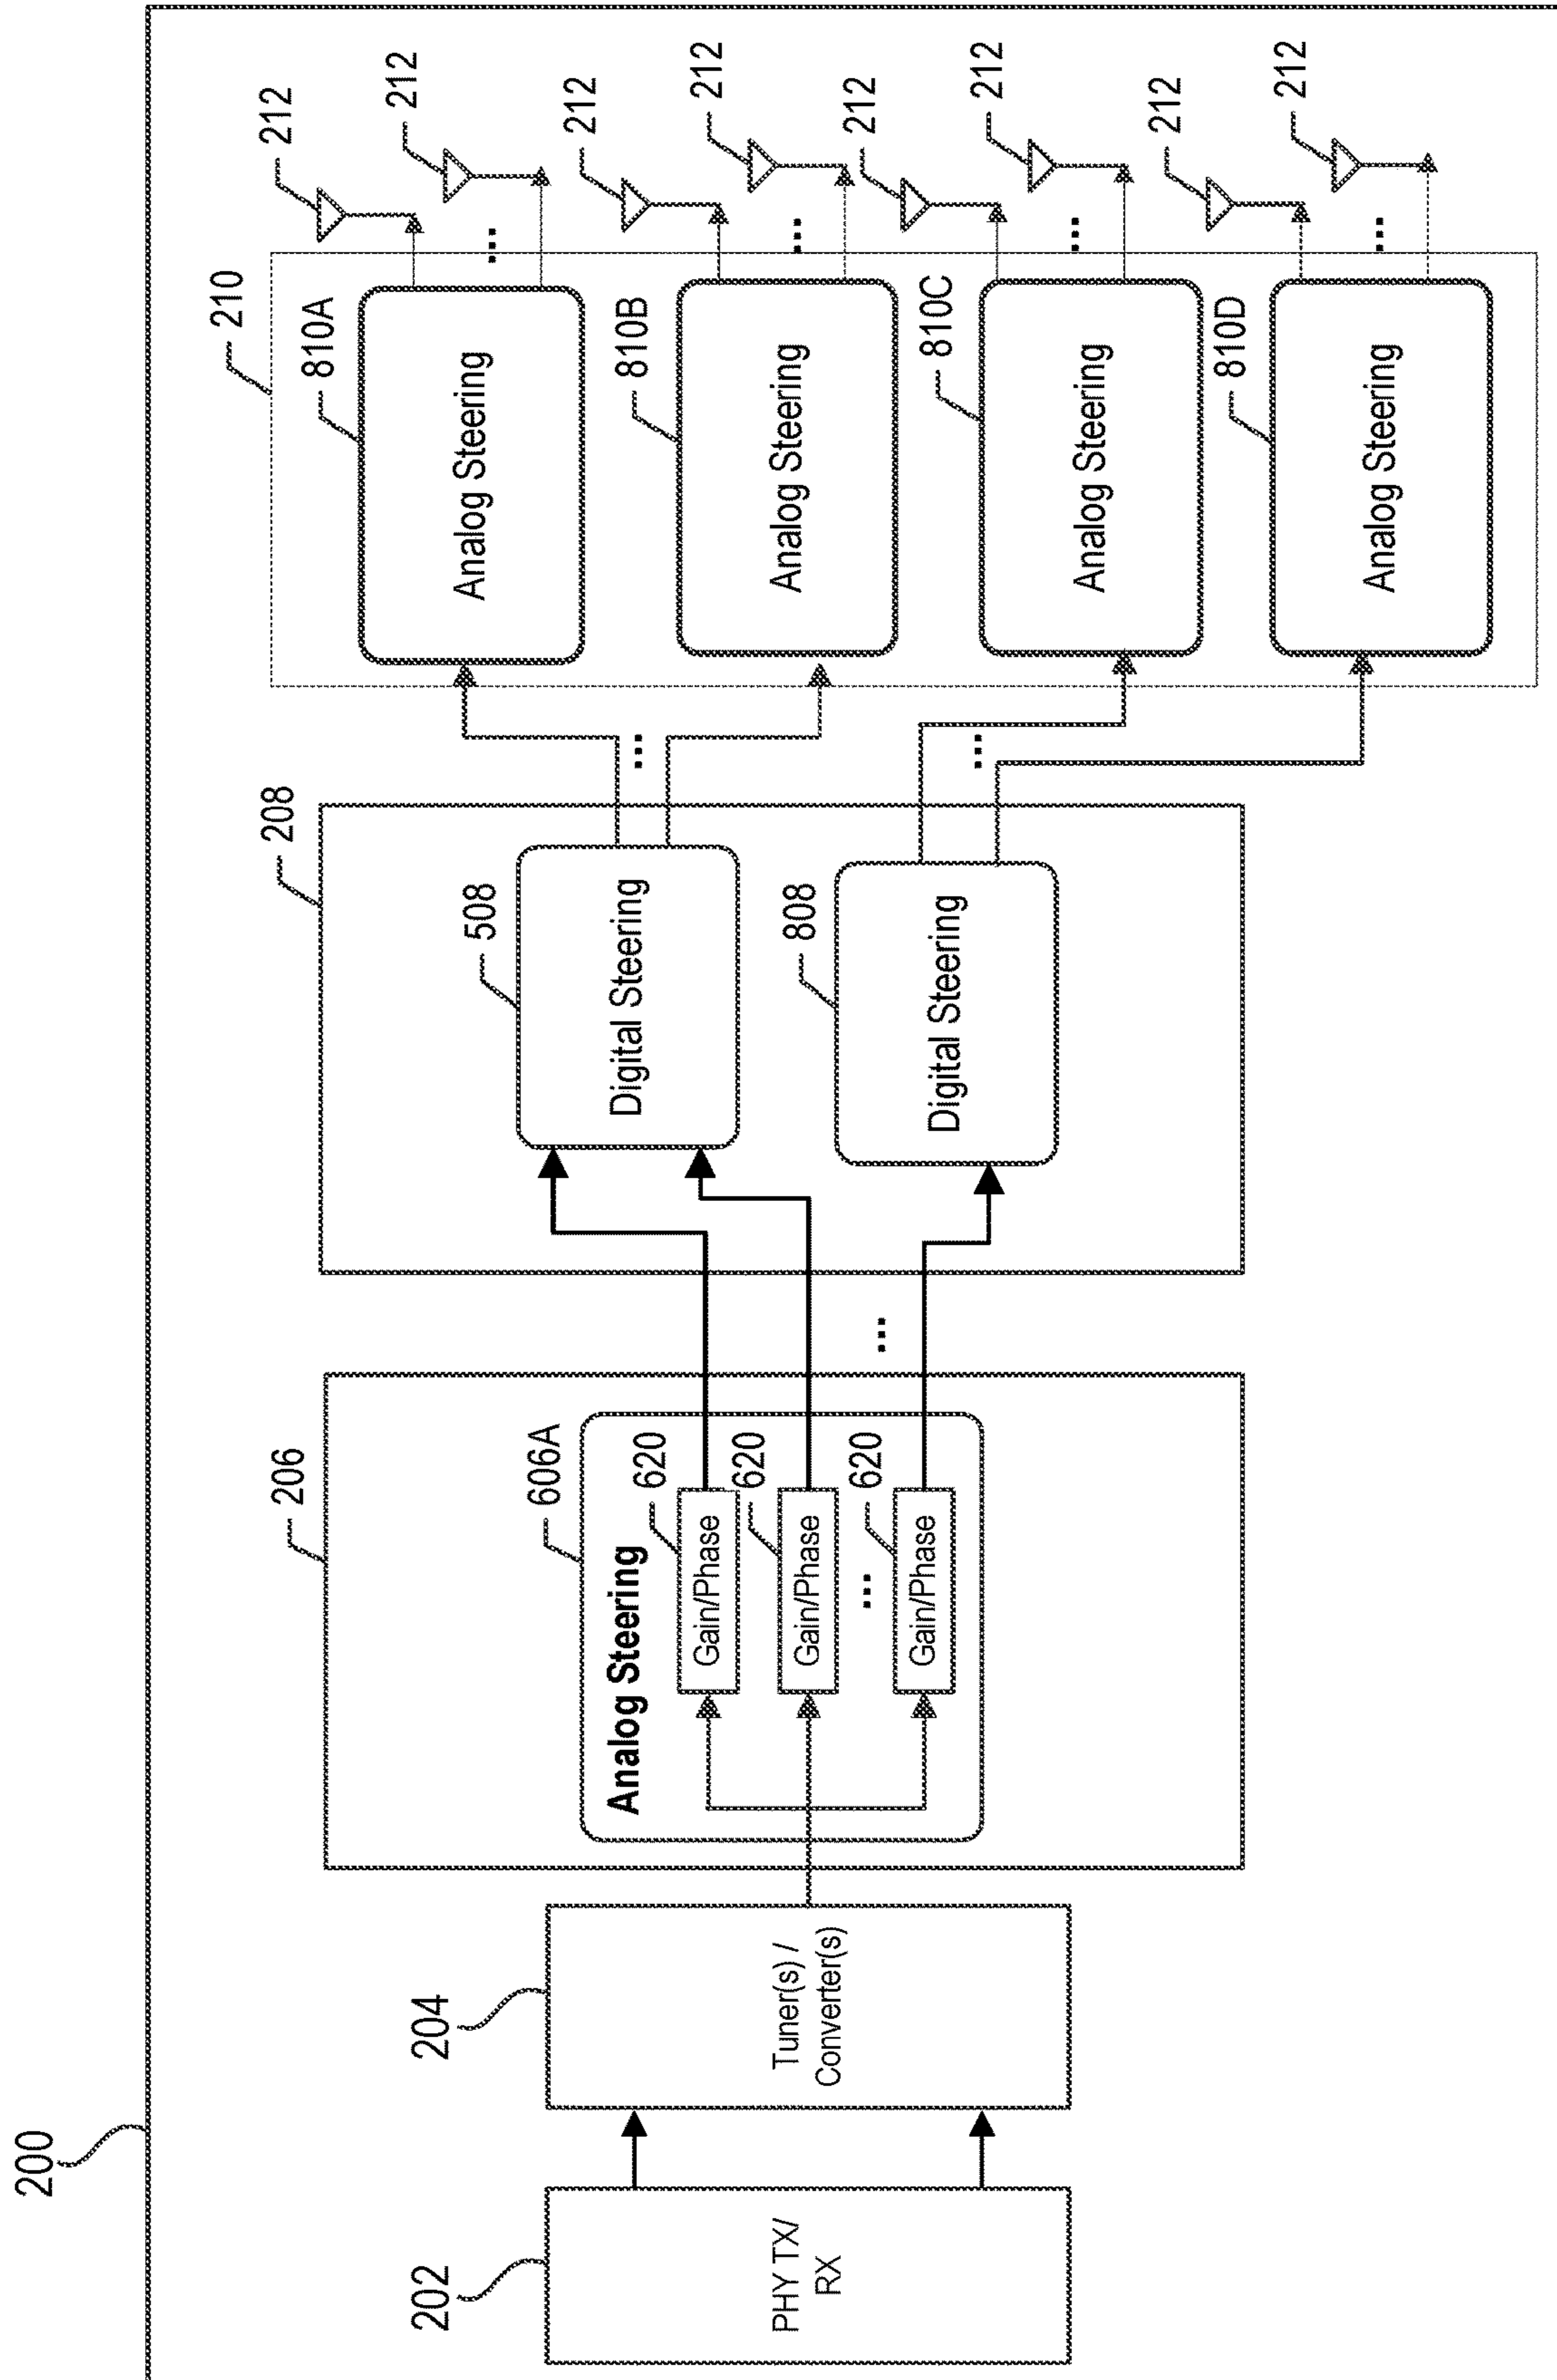 200
202
PHY TX/
RX
204
Tuner(s) /
Converter(s)
206
606A
Analog Steering
620
Gain/Phase
620
Gain/Phase
...
620
Gain/Phase
...
208
508
Digital Steering
808
Digital Steering
...
...
210
810A
Analog Steering
810B
Analog Steering
810C
Analog Steering
810D
Analog Steering
212
...
212
212
...
212
212
...
212
212
...
212